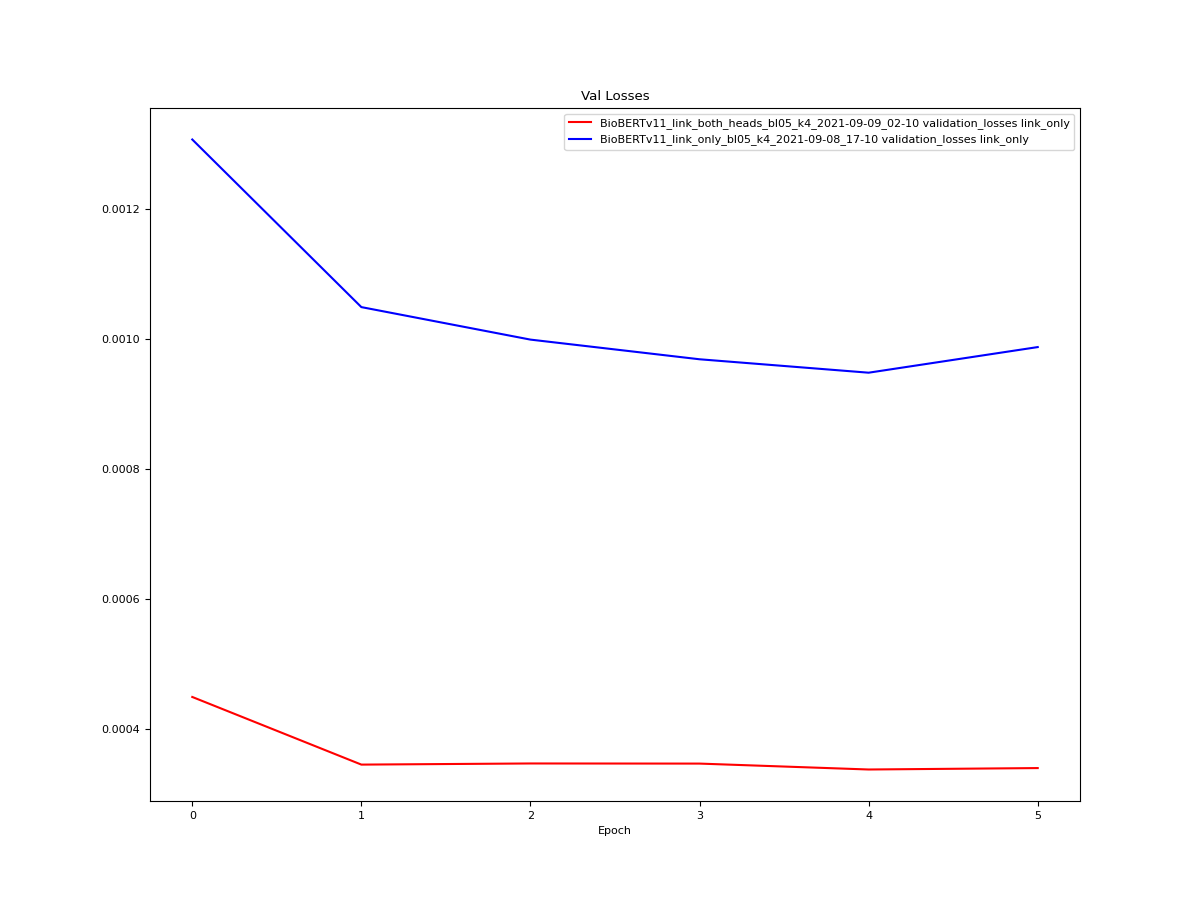 Val Losses
BioBERTv11_link_both_heads_bl05_k4_2021-09-09_02-10 validation_losses link_only
BioBERTv11_link_only_bl05_k4_2021-09-08_17-10 validation_losses link_only
0.0012
0.0010
0.0008
0.0006
0.0004
0 1 2 3 4 5
Epoch